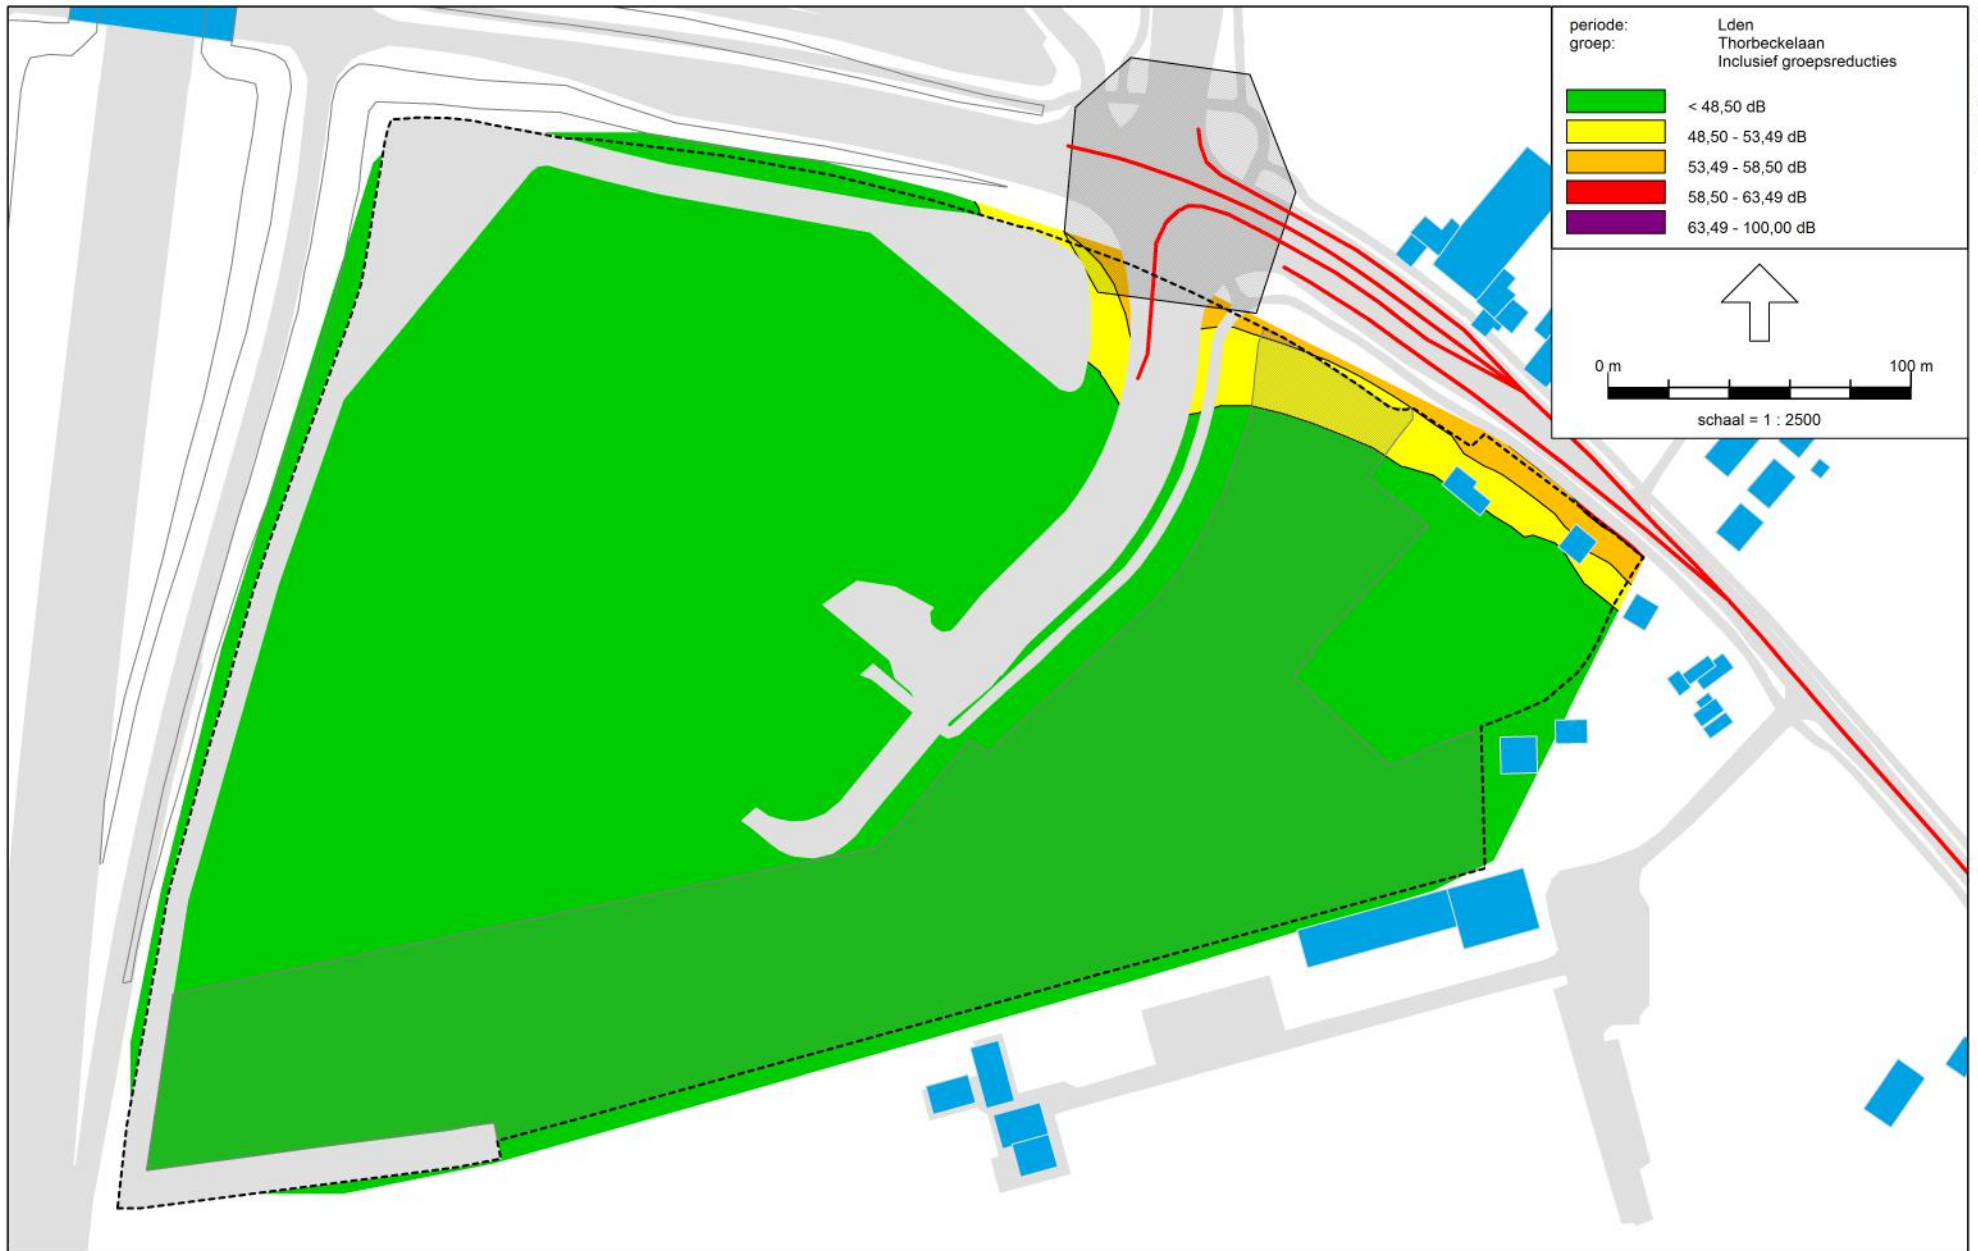 periode: Lden
groep: Thorbeckelaan
Inclusief groepsreducties
< 48,50 dB
48,50 - 53,49 dB
53,49 - 58,50 dB
58,50 - 63,49 dB
63,49 - 100,00 dB
0 m 100 m
schaal = 1 : 2500